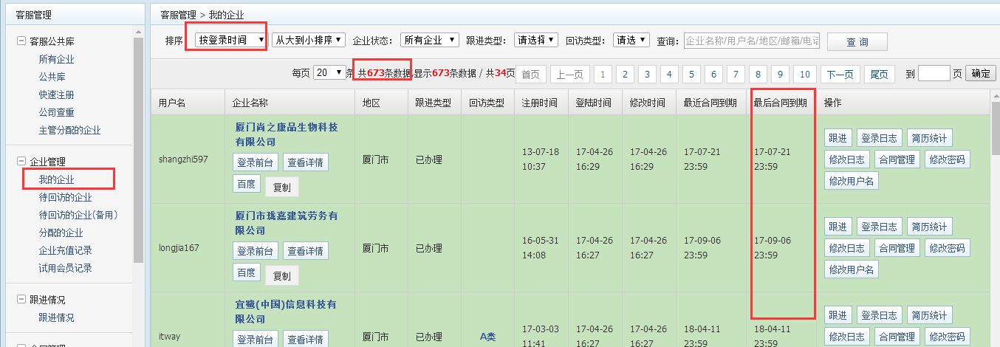 客服管理
客服公共库
所有企业
公共库
快速注册
公司查重
主管分配的企业
企业管理
我的企业
待回访的企业
待回访的企业(备用)
分配的企业
企业充值记录
试用会员记录
跟进情况
跟进情况
客服管理 > 我的企业
排序 按登录时间 从大到小排序 企业状态: 所有企业 跟进类型: 请选择 回访类型: 请选 查询: 企业名称/用户名/地区/邮箱/电话 查 询
每页 20 条 共673条数据,显示673条数据 / 共34页 首页 上一页 1 2 3 4 5 6 7 8 9 10 下一页 尾页 到 页 确定
用户名 企业名称 地区 跟进类型 回访类型 注册时间 登陆时间 修改时间 最近合同到期 最后合同到期 操作
shangzhi597
厦门尚之康品生物科技
有限公司
登录前台 查看详情
百度 复制
厦门市
已办理
13-07-18
10:37
17-04-26
16:29
17-04-26
16:29
17-07-21
23:59
17-07-21
23:59
跟进 登录日志 简历统计
修改日志 合同管理 修改密码
修改用户名
longjia167
厦门市珑嘉建筑劳务有
限公司
登录前台 查看详情
百度 复制
厦门市
已办理
16-05-31
14:08
17-04-26
16:27
17-04-26
16:27
17-09-06
23:59
17-09-06
23:59
跟进 登录日志 简历统计
修改日志 合同管理 修改密码
修改用户名
itway
宜鹭(中国)信息科技有
限公司
登录前台 查看详情
厦门市
已办理
A类
17-03-03
11:41
17-04-26
16:27
17-04-26
16:27
18-04-11
23:59
18-04-11
23:59
跟进 登录日志 简历统计
修改日志 合同管理 修改密码